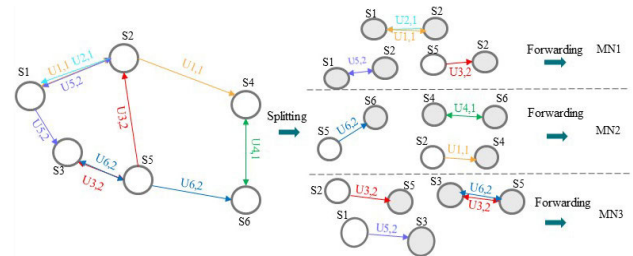 S1
S2
U1,1 U2,1
U5,2
U1,1
S4
U5,2
U3,2
U4,1
S3
U6,2
S5
U3,2
U6,2
S6
Splitting
S1
U2,1
S2
U1,1
S1
U5,2
S2
S5
U3,2
S2
Forwarding
MN1
S5
U6,2
S6
S4
U4,1
S6
S2
U1,1
S4
Forwarding
MN2
S2
U3,2
S5
S3
U6,2
S5
U3,2
S1
U5,2
S3
Forwarding
MN3